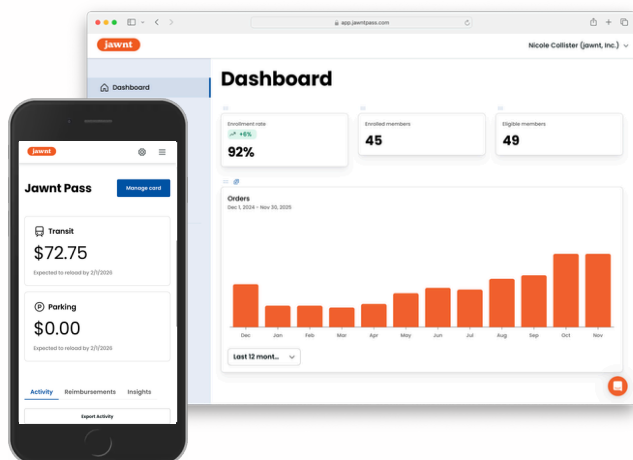 app.jawntpass.com
jawnt
Nicole Collister (jawnt, Inc.)
Dashboard
Dashboard
Enrollment rate
+6%
92%
Enrolled members
45
Eligible members
49
Orders
Dec 1, 2024 - Nov 30, 2025
Dec Jan Feb Mar Apr May Jun Jul Aug Sep Oct Nov
Last 12 mont...
jawnt
Jawnt Pass
Manage card
Transit
$72.75
Expected to reload by 2/1/2026
P Parking
$0.00
Expected to reload by 2/1/2026
Activity Reimbursements Insights
Export Activity